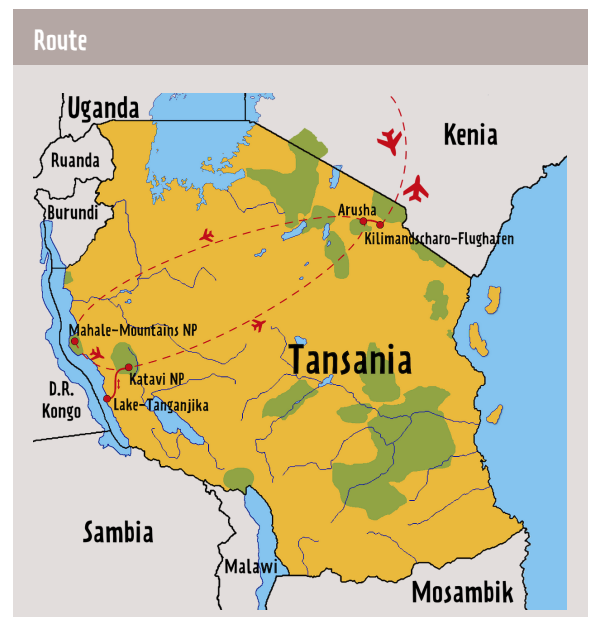 Route
Uganda
Kenia
Ruanda
Burundi
Arusha
Kilimandscharo-Flughafen
Mahale-Mountains NP
Tansania
Katavi NP
D.R.
Kongo
Lake-Tanganjika
Sambia
Malawi
Mosambik